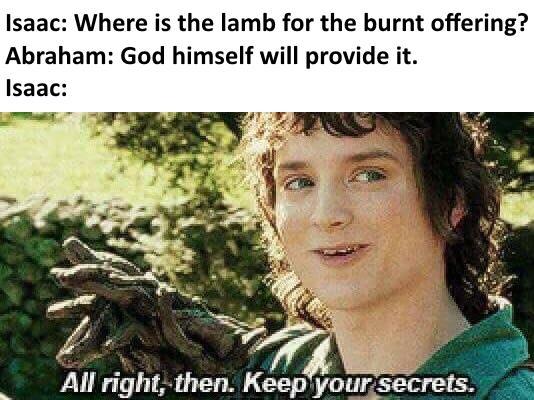 Isaac: Where is the lamb for the burnt offering?
Abraham: God himself will provide it.
Isaac:
All right, then. Keep your secrets.